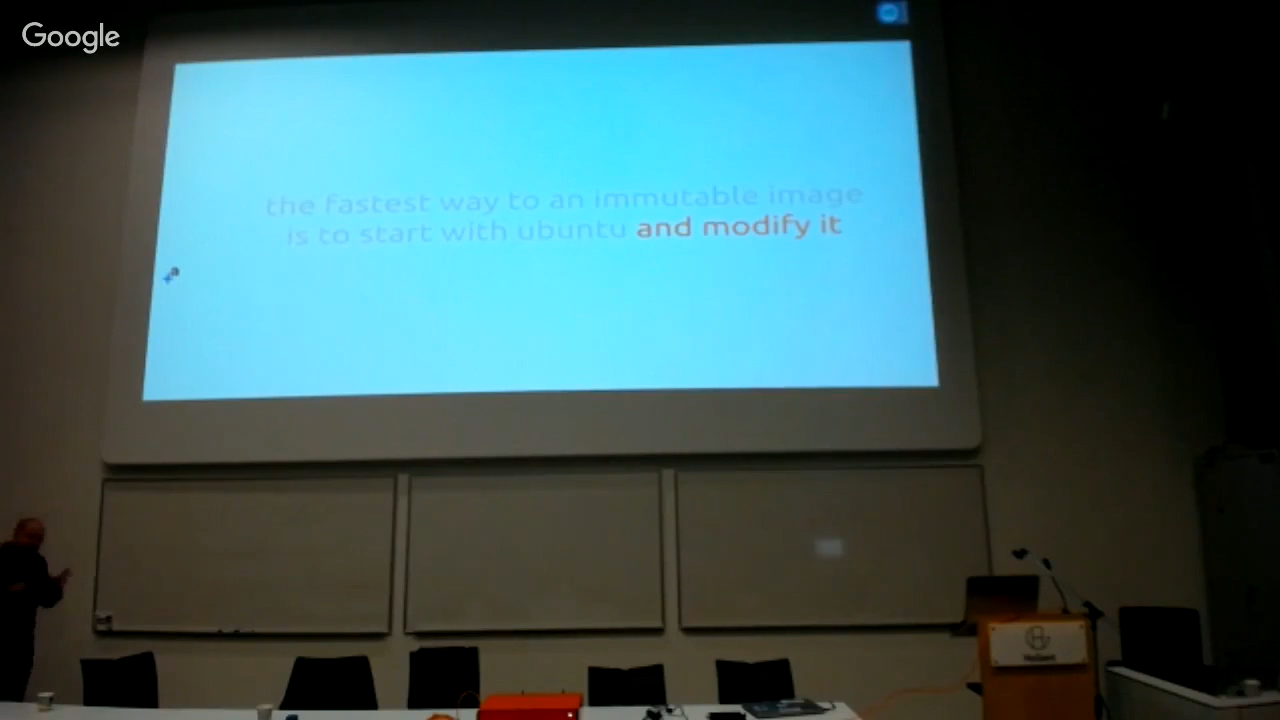 Google
the fastest way to an immutable image
is to start with ubuntu and modify it